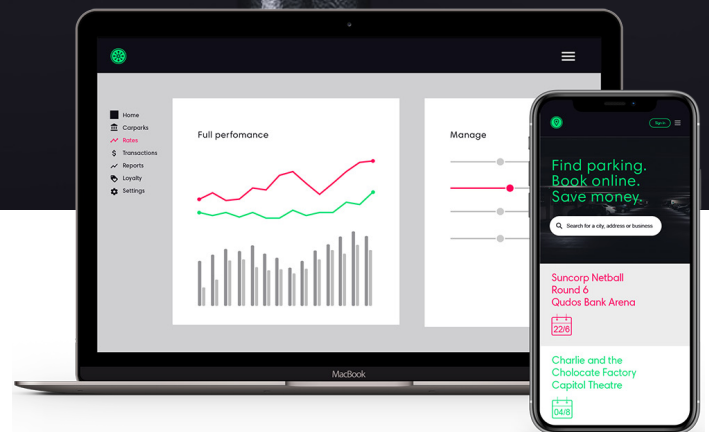 Home
Carparks
Rates
Transactions
Reports
Loyalty
Settings
Full perfomance
Manage
MacBook
Sign in
Find parking.
Book online.
Save money.
Search for a city, address or business
Suncorp Netball
Round 6
Qudos Bank Arena
22/6
Charlie and the
Cholocate Factory
Capitol Theatre
04/8